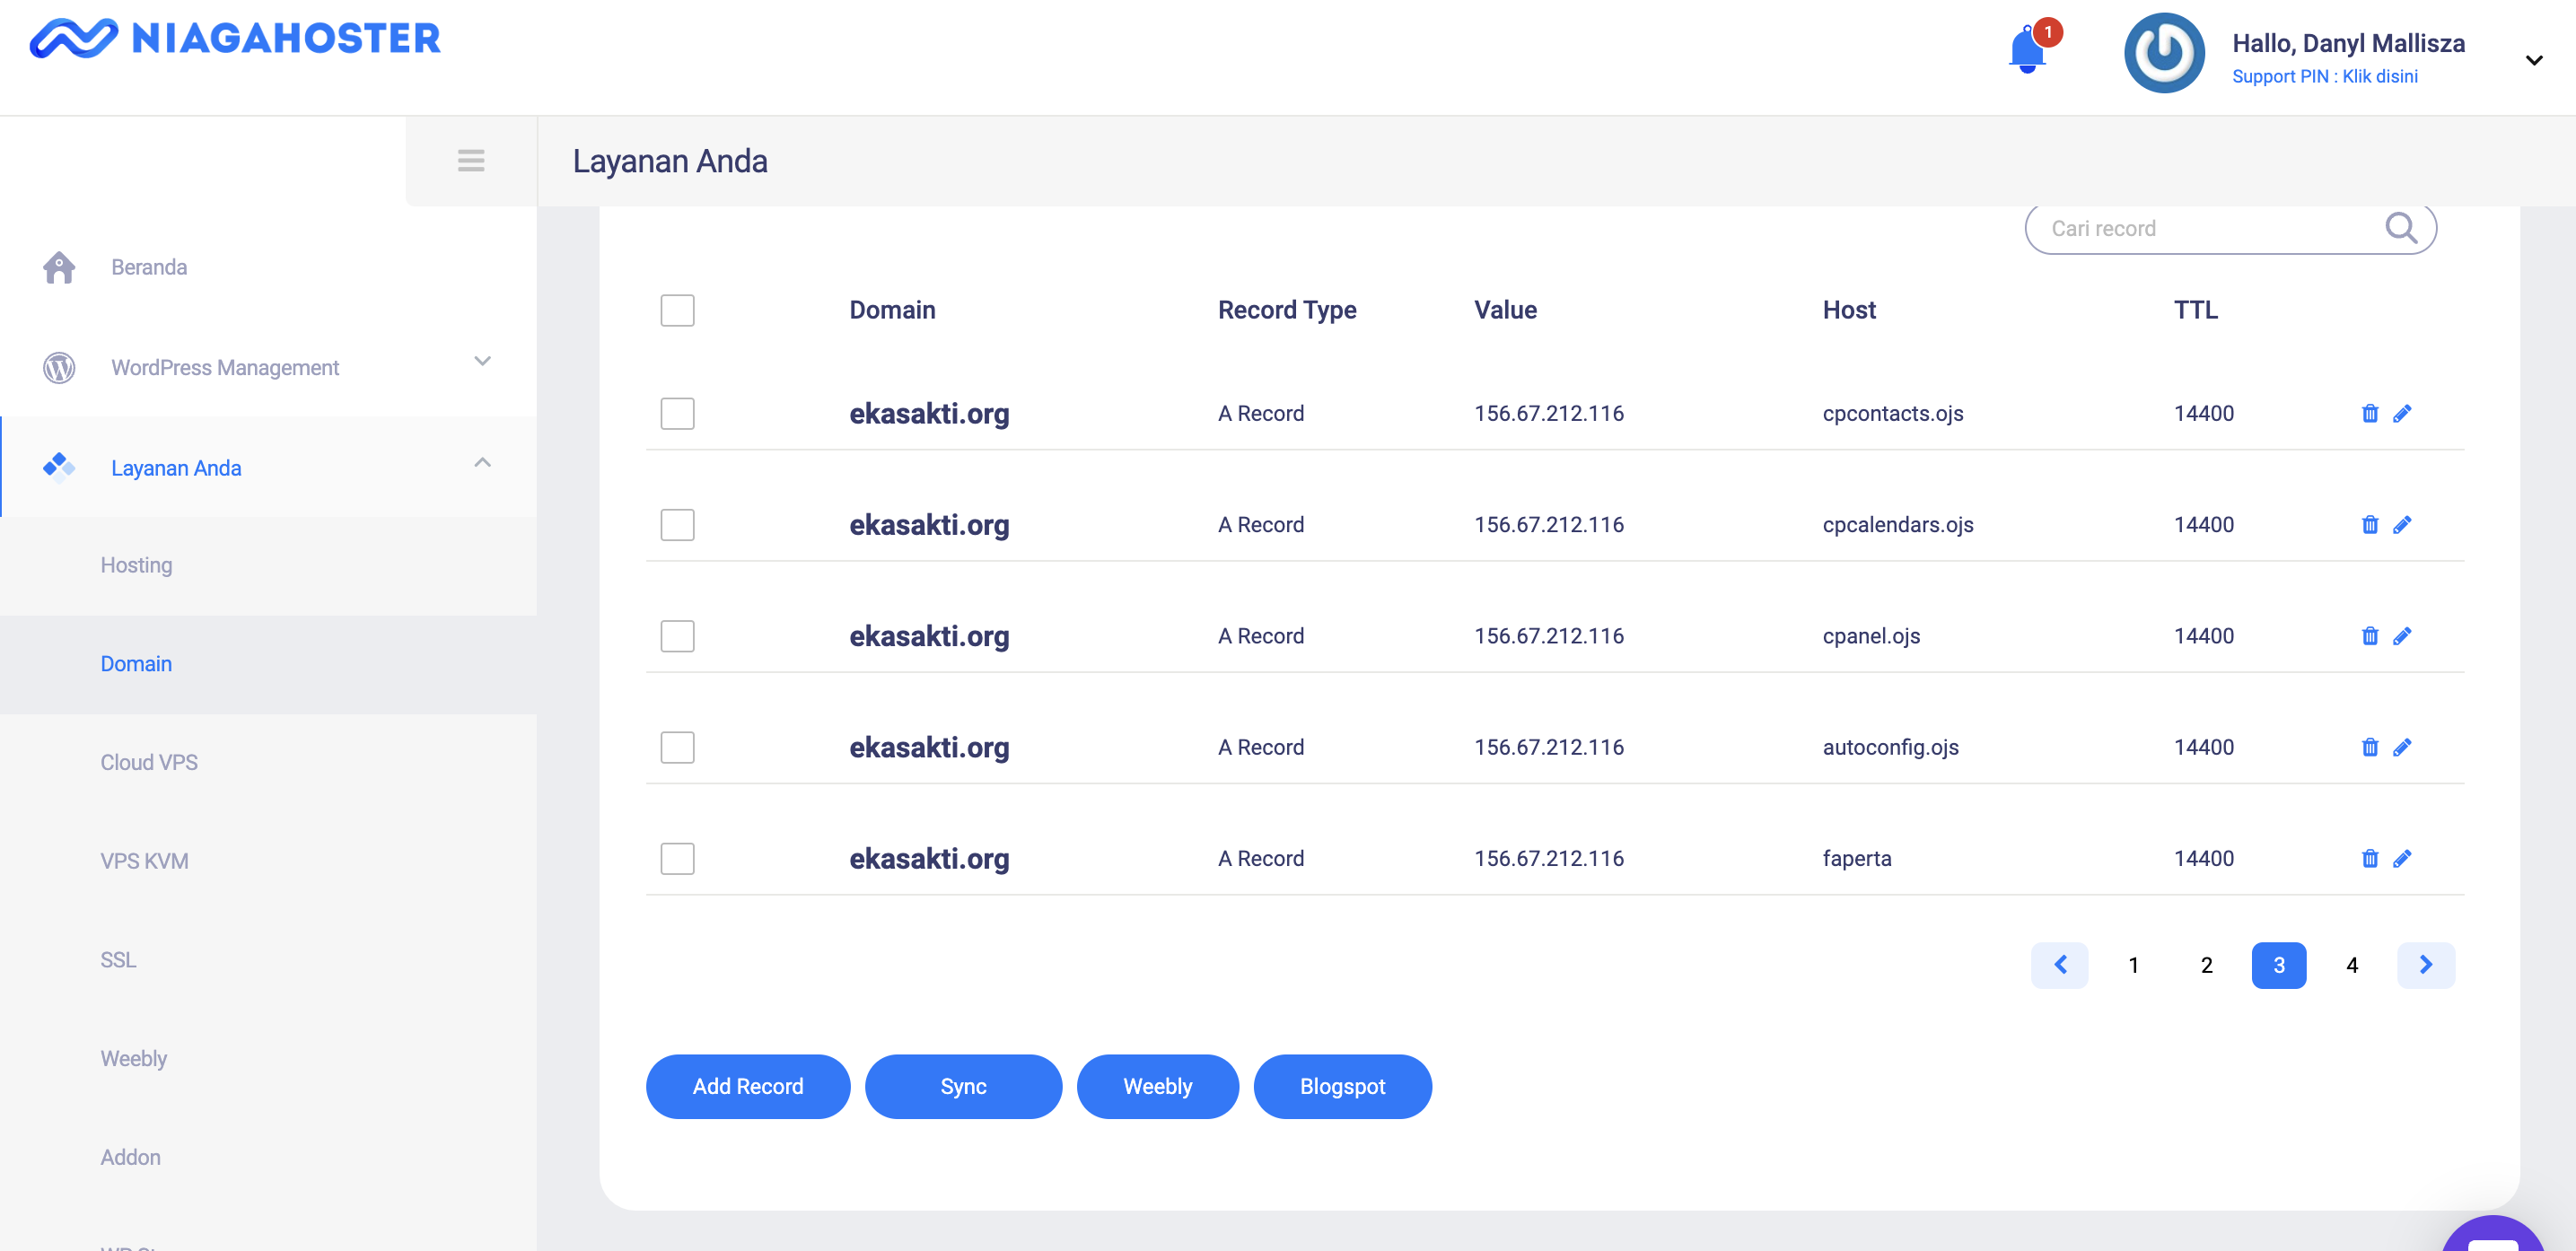 NIAGAHOSTER
1
Hallo, Danyl Mallisza
Support PIN : Klik disini
Layanan Anda
Beranda
WordPress Management
Layanan Anda
Hosting
Domain
Cloud VPS
VPS KVM
SSL
Weebly
Addon
Cari record
Domain Record Type Value Host TTL
ekasakti.org A Record 156.67.212.116 cpcontacts.ojs 14400
ekasakti.org A Record 156.67.212.116 cpcalendars.ojs 14400
ekasakti.org A Record 156.67.212.116 cpanel.ojs 14400
ekasakti.org A Record 156.67.212.116 autoconfig.ojs 14400
ekasakti.org A Record 156.67.212.116 faperta 14400
1 2 3 4
Add Record Sync Weebly Blogspot